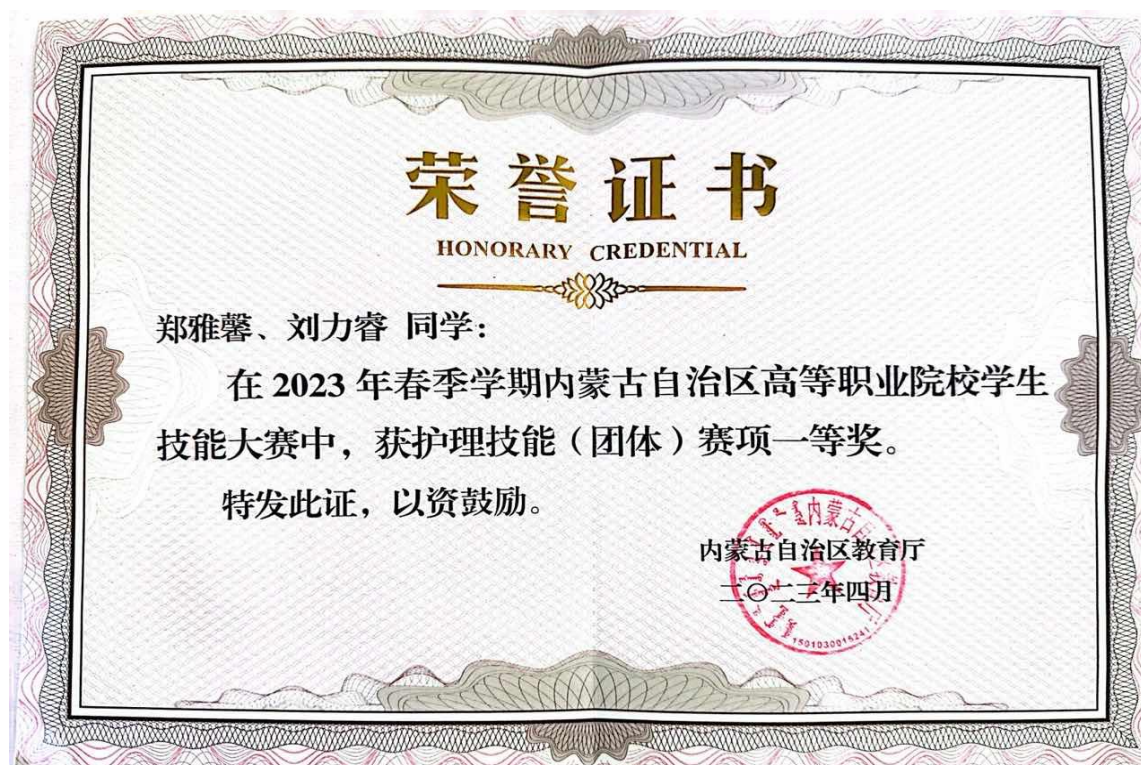 荣誉证书
HONORARY CREDENTIAL
郑雅馨、刘力睿 同学：
在 2023 年春季学期内蒙古自治区高等职业院校学生
技能大赛中，获护理技能（团体）赛项一等奖。
特发此证，以资鼓励。
内蒙古自治区教育厅
二〇二三年四月